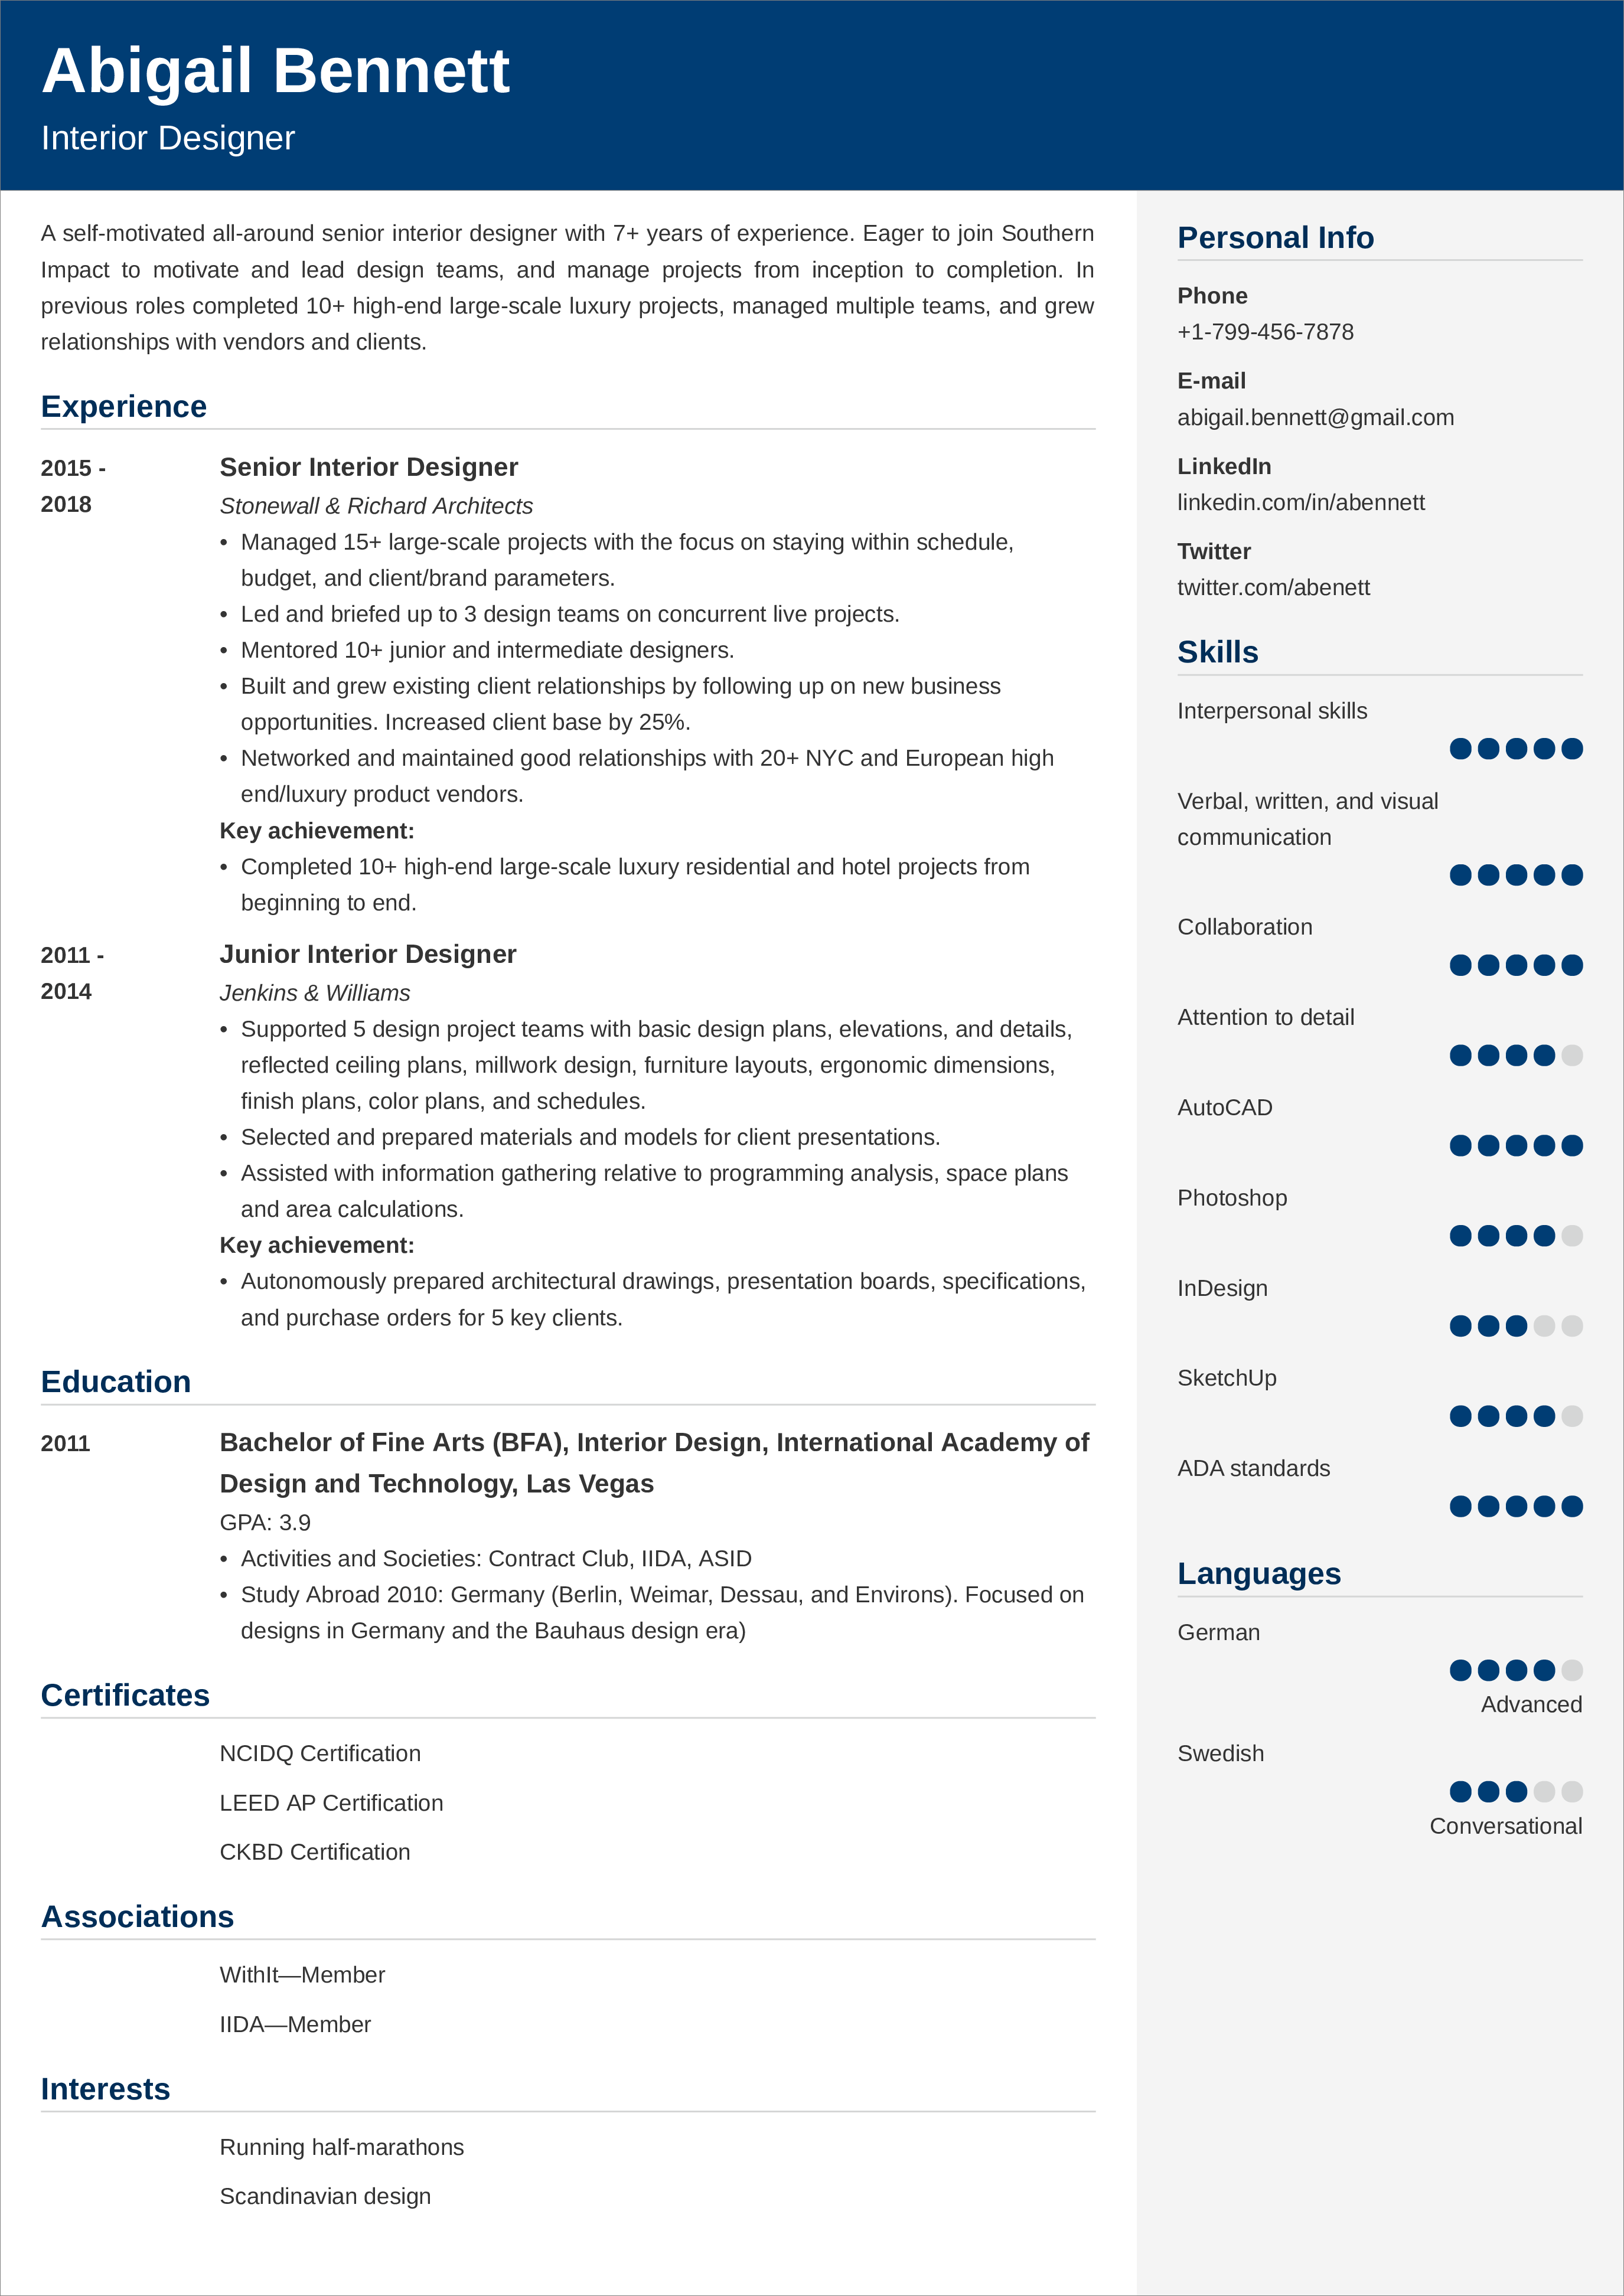 Abigail Bennett
Interior Designer
A self-motivated all-around senior interior designer with 7+ years of experience. Eager to join Southern
Impact to motivate and lead design teams, and manage projects from inception to completion. In
previous roles completed 10+ high-end large-scale luxury projects, managed multiple teams, and grew
relationships with vendors and clients.
Experience
2015 -
2018
Senior Interior Designer
Stonewall & Richard Architects
• Managed 15+ large-scale projects with the focus on staying within schedule,
budget, and client/brand parameters.
• Led and briefed up to 3 design teams on concurrent live projects.
• Mentored 10+ junior and intermediate designers.
• Built and grew existing client relationships by following up on new business
opportunities. Increased client base by 25%.
• Networked and maintained good relationships with 20+ NYC and European high
end/luxury product vendors.
Key achievement:
• Completed 10+ high-end large-scale luxury residential and hotel projects from
beginning to end.
2011 -
2014
Junior Interior Designer
Jenkins & Williams
• Supported 5 design project teams with basic design plans, elevations, and details,
reflected ceiling plans, millwork design, furniture layouts, ergonomic dimensions,
finish plans, color plans, and schedules.
• Selected and prepared materials and models for client presentations.
• Assisted with information gathering relative to programming analysis, space plans
and area calculations.
Key achievement:
• Autonomously prepared architectural drawings, presentation boards, specifications,
and purchase orders for 5 key clients.
Education
2011
Bachelor of Fine Arts (BFA), Interior Design, International Academy of
Design and Technology, Las Vegas
GPA: 3.9
• Activities and Societies: Contract Club, IIDA, ASID
• Study Abroad 2010: Germany (Berlin, Weimar, Dessau, and Environs). Focused on
designs in Germany and the Bauhaus design era)
Certificates
NCIDQ Certification
LEED AP Certification
CKBD Certification
Associations
WithIt—Member
IIDA—Member
Interests
Running half-marathons
Scandinavian design
Personal Info
Phone
+1-799-456-7878
E-mail
abigail.bennett@gmail.com
LinkedIn
linkedin.com/in/abennett
Twitter
twitter.com/abenett
Skills
Interpersonal skills
Verbal, written, and visual
communication
Collaboration
Attention to detail
AutoCAD
Photoshop
InDesign
SketchUp
ADA standards
Languages
German
Advanced
Swedish
Conversational